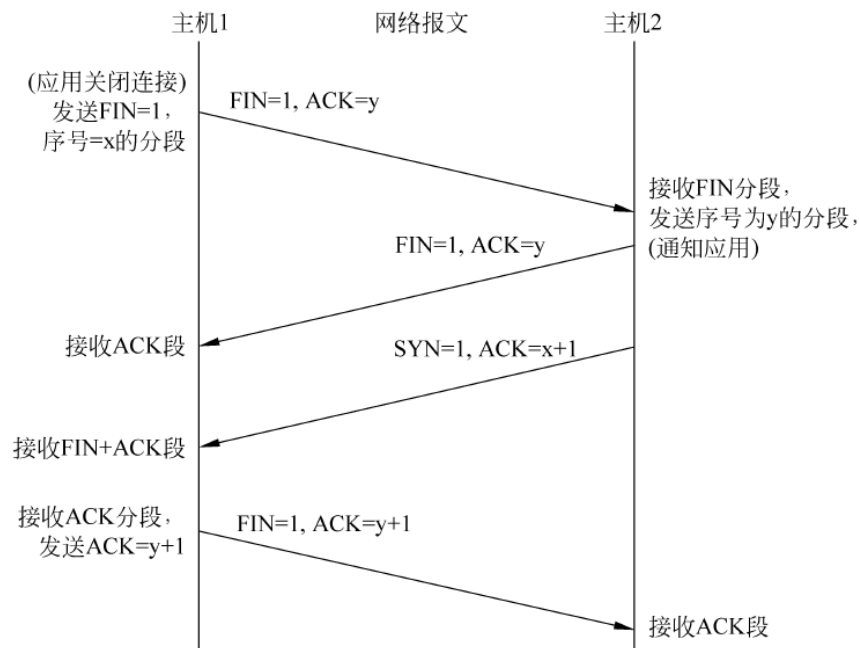 主机1 网络报文 主机2
(应用关闭连接)
发送FIN=1,
序号=x的分段
FIN=1, ACK=y
接收FIN分段,
发送序号为y的分段,
(通知应用)
FIN=1, ACK=y
接收ACK段
SYN=1, ACK=x+1
接收FIN+ACK段
接收ACK分段,
发送ACK=y+1
FIN=1, ACK=y+1
接收ACK段